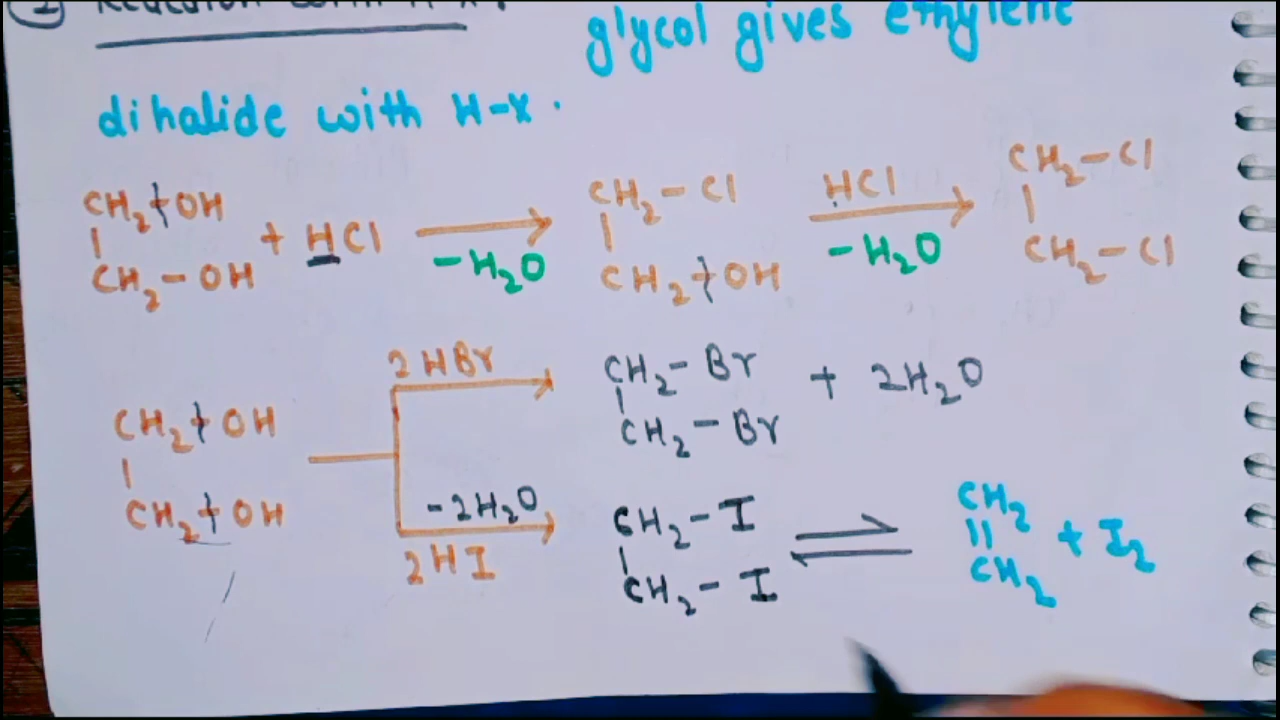 glycol gives ethylene
dihalide with H-X.
CH₂-OH CH₂-Cl HCl CH₂-Cl
| + HCl → | → |
CH₂-OH -H₂O CH₂-OH -H₂O CH₂-Cl
2HBr CH₂-Br + 2H₂O
|
CH₂-OH CH₂-Br
|
CH₂-OH -2H₂O CH₂-I ⇌ CH₂
2HI | || + I₂
CH₂-I CH₂